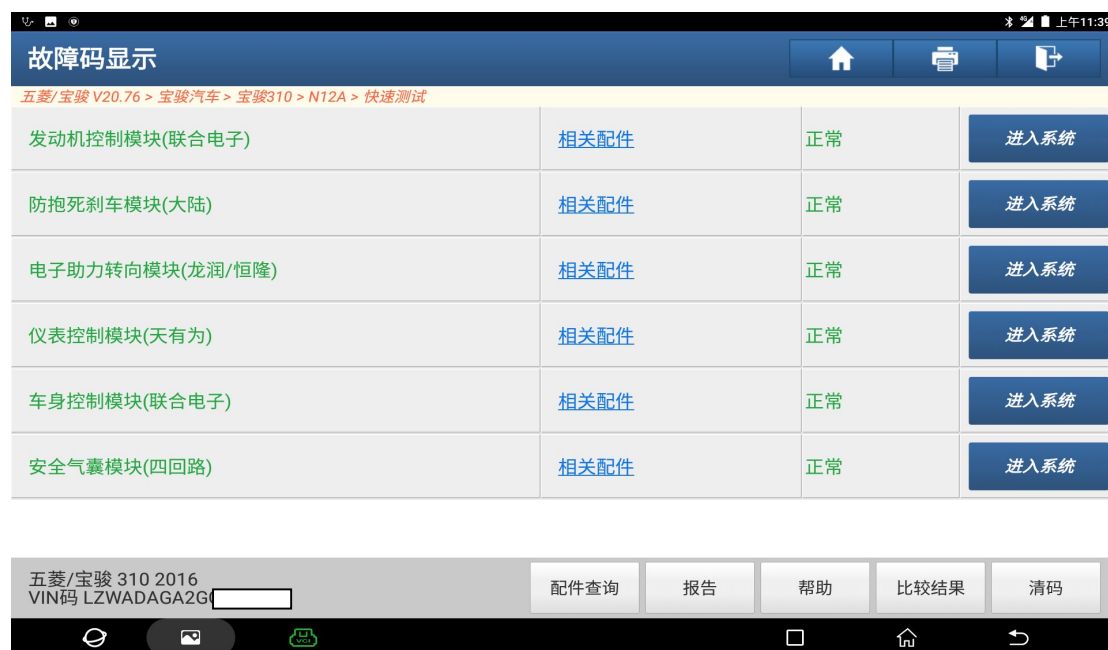 4G 上午11:39
故障码显示
五菱/宝骏 V20.76 > 宝骏汽车 > 宝骏310 > N12A > 快速测试
发动机控制模块(联合电子) 相关配件 正常 进入系统
防抱死刹车模块(大陆) 相关配件 正常 进入系统
电子助力转向模块(龙润/恒隆) 相关配件 正常 进入系统
仪表控制模块(天有为) 相关配件 正常 进入系统
车身控制模块(联合电子) 相关配件 正常 进入系统
安全气囊模块(四回路) 相关配件 正常 进入系统
五菱/宝骏 310 2016
VIN码 LZWADAGA2G
配件查询 报告 帮助 比较结果 清码
VCI